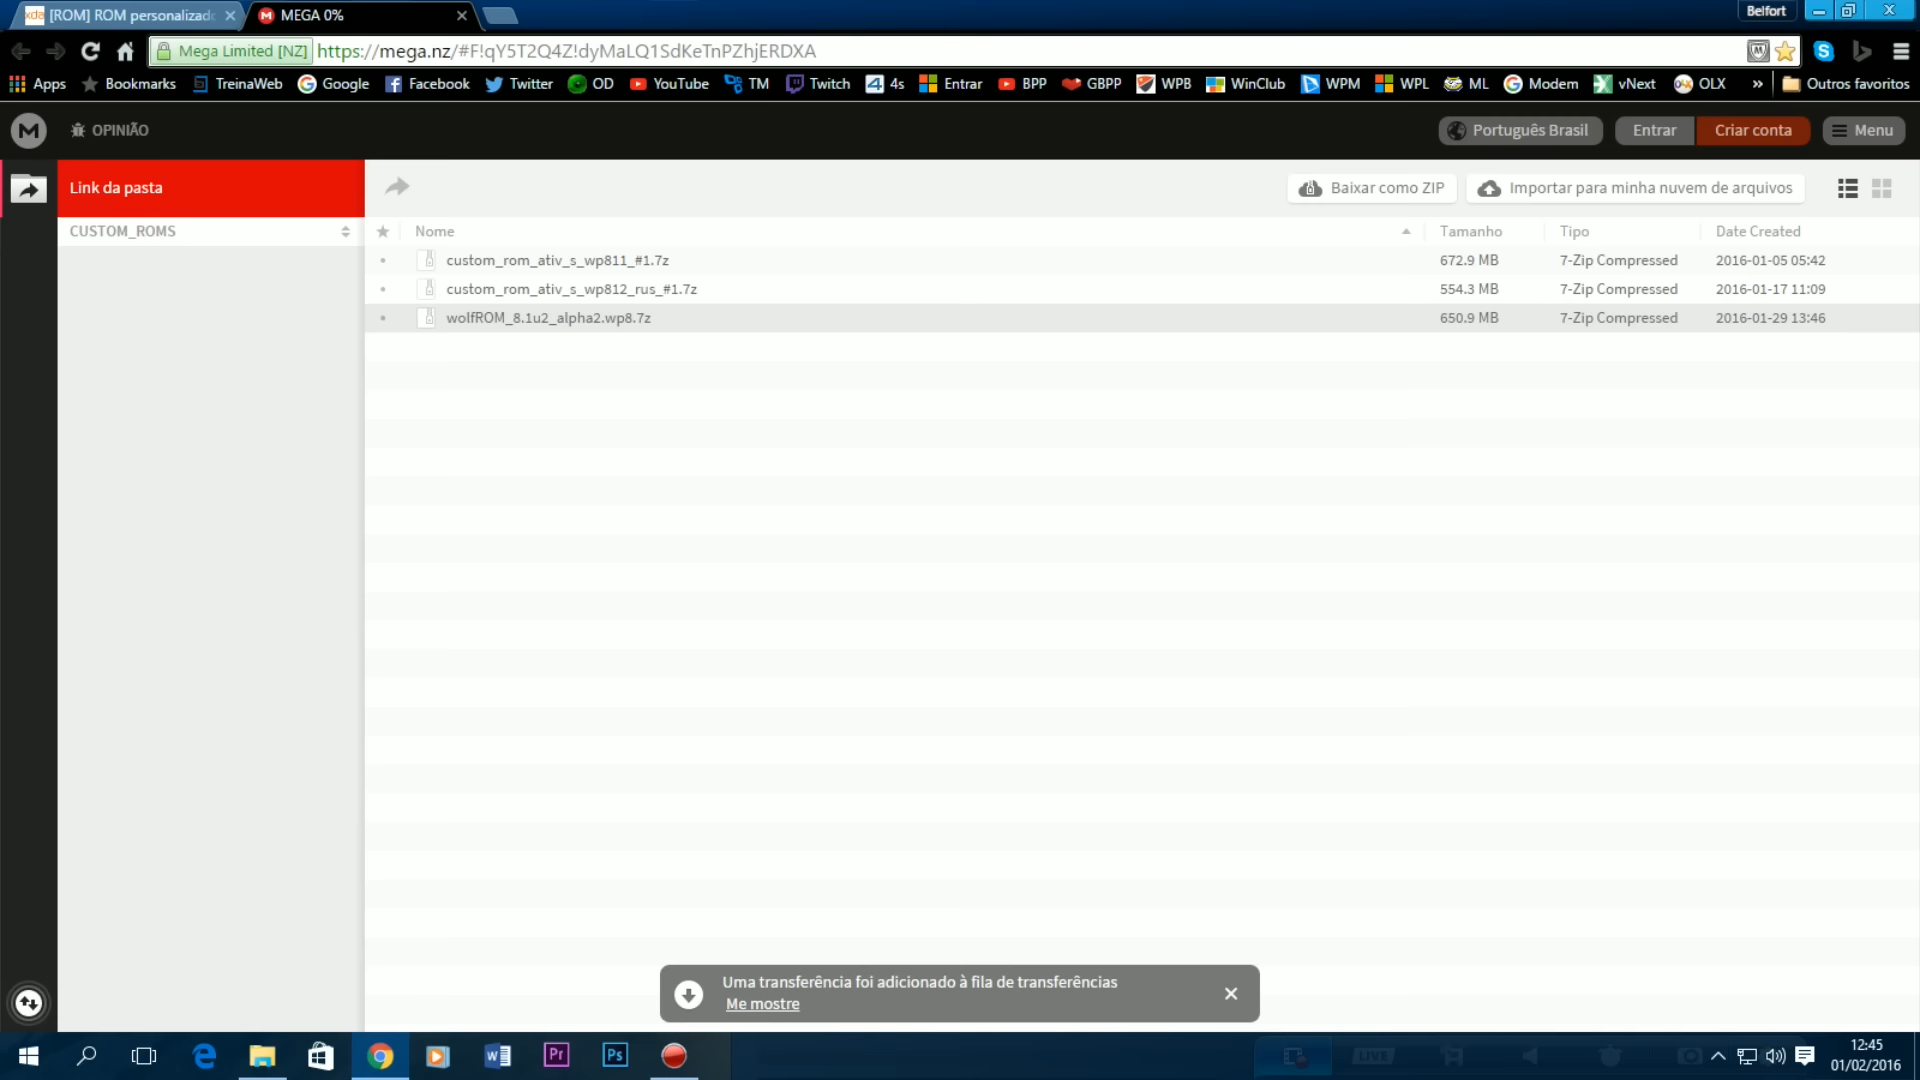 [ROM] ROM personalizado
MEGA 0%
Belfort
Mega Limited [NZ] https://mega.nz/#F!qY5T2Q4Z!dyMaLQ1SdKeTnPZhjERDXA
Apps Bookmarks TreinaWeb Google Facebook Twitter OD YouTube TM Twitch 4s Entrar BPP GBPP WPB WinClub WPM WPL ML Modem vNext OLX » Outros favoritos
OPINIÃO
Português Brasil Entrar Criar conta Menu
Link da pasta
Baixar como ZIP Importar para minha nuvem de arquivos
CUSTOM_ROMS
Nome Tamanho Tipo Date Created
custom_rom_ativ_s_wp811_#1.7z 672.9 MB 7-Zip Compressed 2016-01-05 05:42
custom_rom_ativ_s_wp812_rus_#1.7z 554.3 MB 7-Zip Compressed 2016-01-17 11:09
wolfROM_8.1u2_alpha2.wp8.7z 650.9 MB 7-Zip Compressed 2016-01-29 13:46
Uma transferência foi adicionado à fila de transferências
Me mostre
Pr Ps
LIVE
12:45
01/02/2016